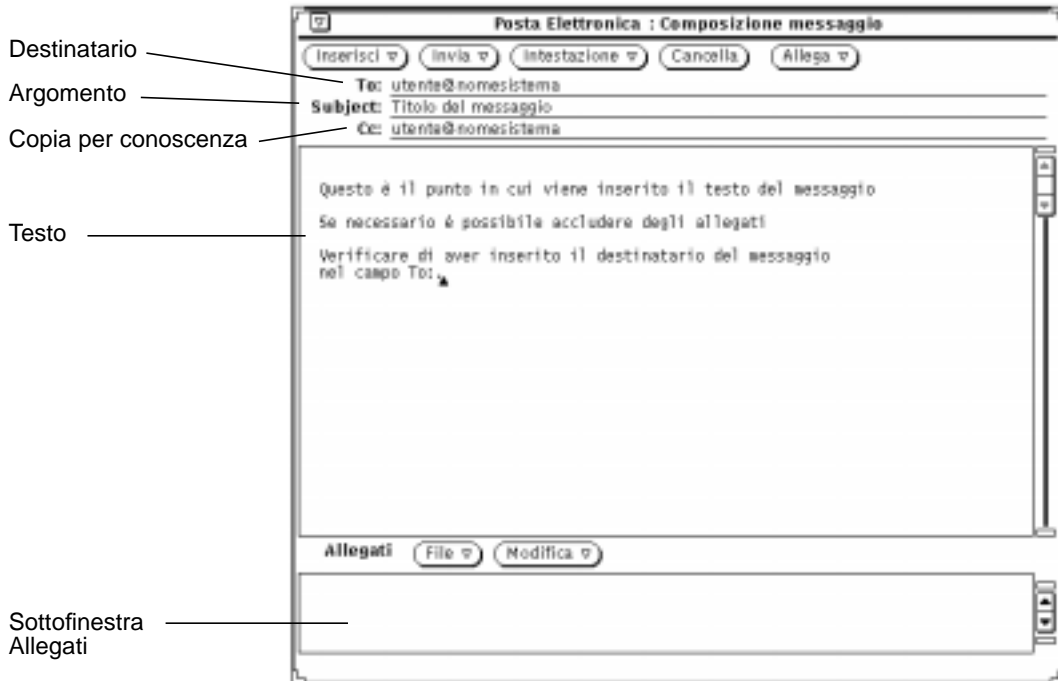 Posta Elettronica : Composizione messaggio
Destinatario
Inserisci Invia Intestazione Cancella Allega
To: utente@nomesistema
Argomento
Subject: Titolo del messaggio
Copia per conoscenza
Cc: utente@nomesistema
Questo è il punto in cui viene inserito il testo del messaggio
Testo
Se necessario é possibile accludere degli allegati
Verificare di aver inserito il destinatario del messaggio
nel campo To:.
Allegati File Modifica
Sottofinestra
Allegati